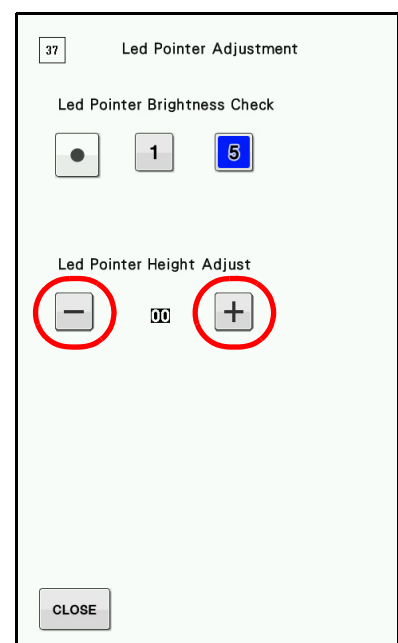 37 Led Pointer Adjustment
Led Pointer Brightness Check
1 5
Led Pointer Height Adjust
− 00 +
CLOSE